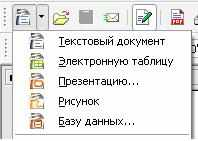 Текстовый документ
Электронную таблицу
Презентацию...
Рисунок
Базу данных...